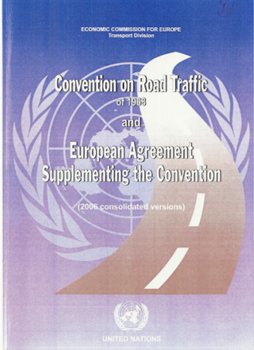 ECONOMIC COMMISSION FOR EUROPE
Transport Division
Convention on Road Traffic
of 1968
and
European Agreement
Supplementing the Convention
(2006 consolidated versions)
UNITED NATIONS